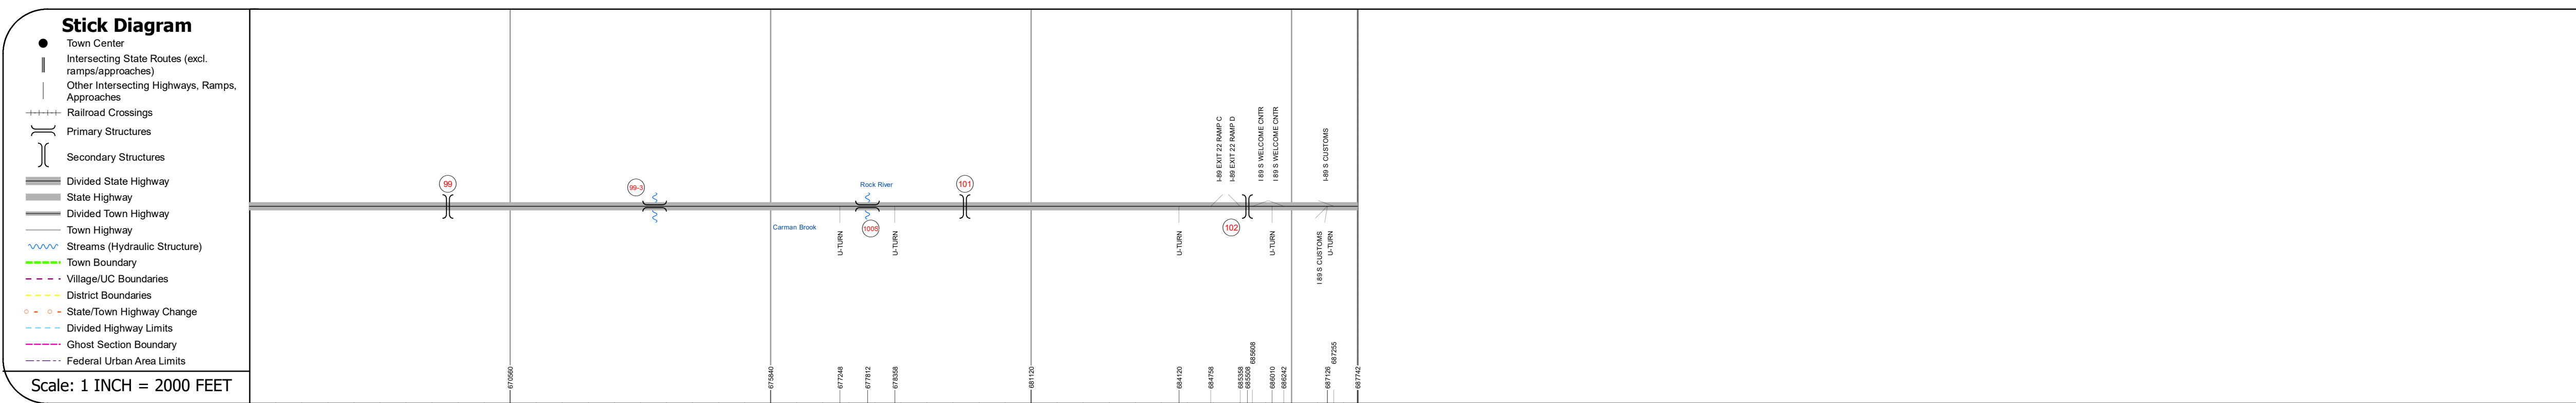 Stick Diagram
Town Center
Intersecting State Routes (excl.
ramps/approaches)
Other Intersecting Highways, Ramps,
Approaches
Railroad Crossings
Primary Structures
Secondary Structures
Divided State Highway
State Highway
Divided Town Highway
Town Highway
Streams (Hydraulic Structure)
Town Boundary
Village/UC Boundaries
District Boundaries
State/Town Highway Change
Divided Highway Limits
Ghost Section Boundary
Federal Urban Area Limits
Scale: 1 INCH = 2000 FEET
99
99-3
Carman Brook
Rock River
100S
101
102
U-TURN
U-TURN
U-TURN
I-89 EXIT 22 RAMP C
I-89 EXIT 22 RAMP D
I 89 S WELCOME CNTR
I 89 S WELCOME CNTR
U-TURN
I-89 S CUSTOMS
I 89 S CUSTOMS
U-TURN
670560
675840
677248
677812
678358
681120
684120
684758
685358
685508
685608
686010
686242
687126
687255
687742